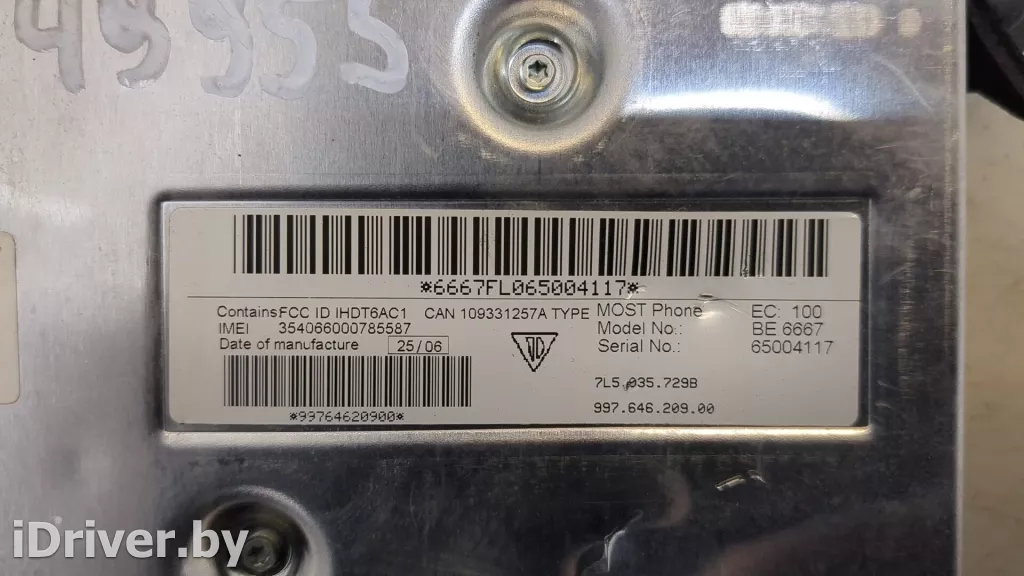 49955
*6667FL065004117*
Contains FCC ID IHDT6AC1 CAN 109331257A TYPE
MOST Phone EC: 100
IMEI 354066000785587
Model No.: BE 6667
Date of manufacture 25/06
Serial No.: 65004117
7L5.035.729B
*99764620900*
997.646.209.00
iDriver.by